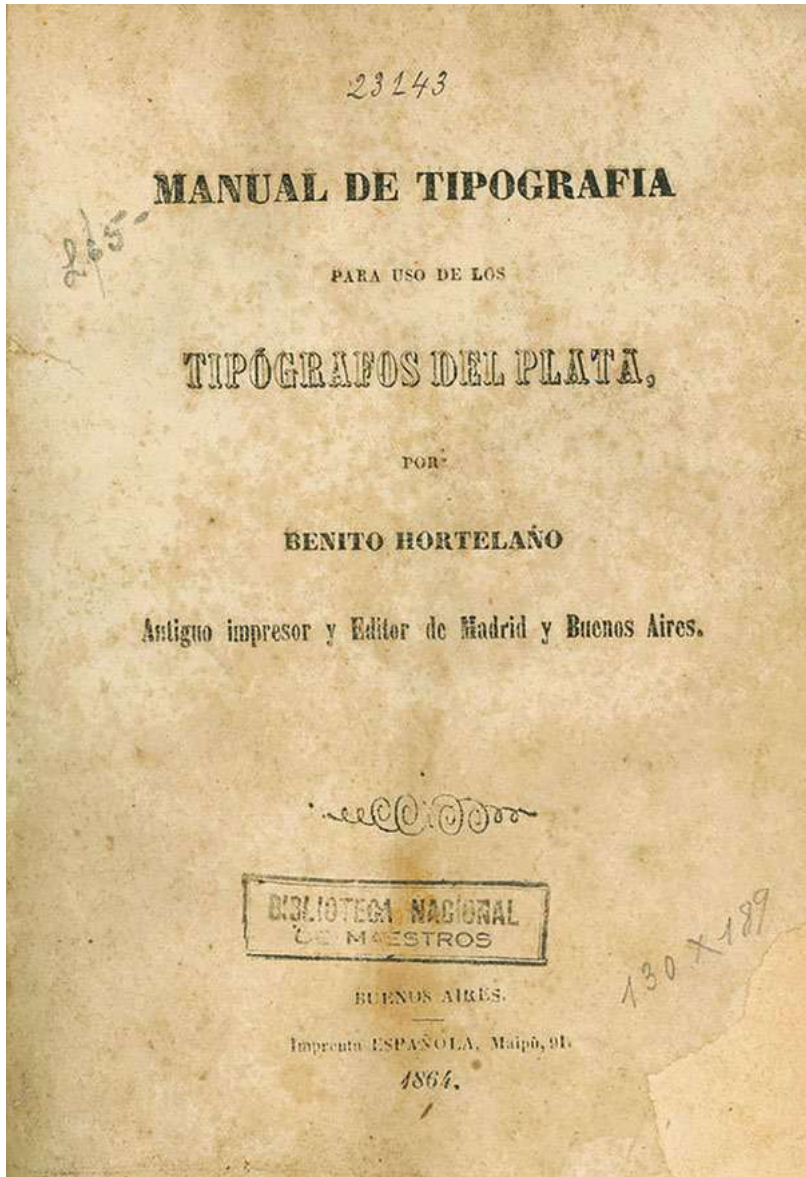 23143
MANUAL DE TIPOGRAFIA
PARA USO DE LOS
TIPÓGRAFOS DEL PLATA,
POR
BENITO HORTELAÑO
Antiguo impresor y Editor de Madrid y Buenos Aires.
BIBLIOTECA NACIONAL
DE MAESTROS
130 X 189
BUENOS AIRES.
Imprenta ESPAÑOLA, Maipú, 91.
1864.